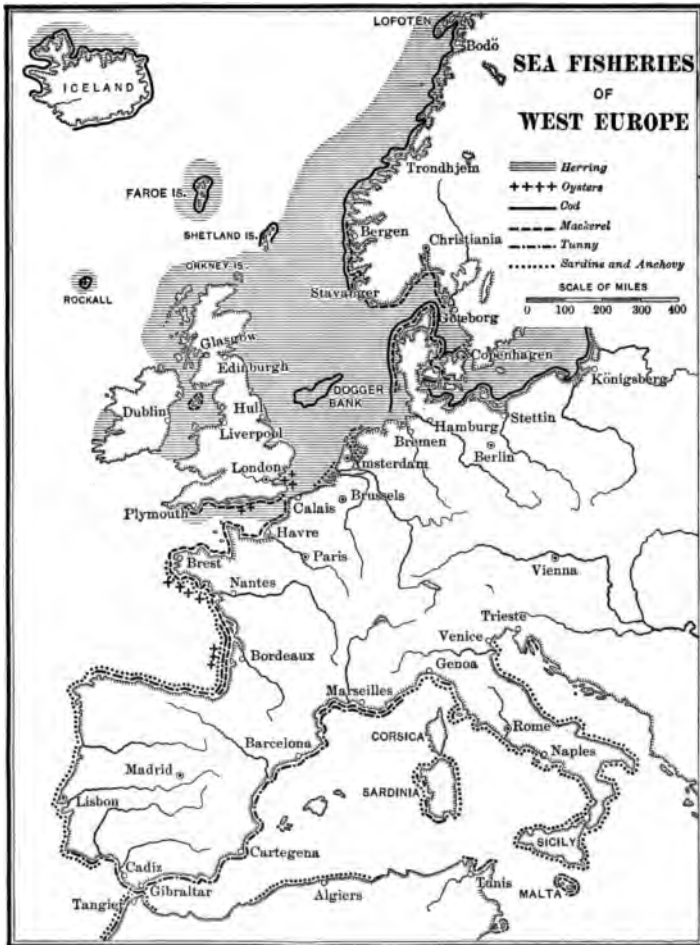 LOFOTEN
Bodö
SEA FISHERIES
OF
WEST EUROPE
ICELAND
Herring
Oysters
Cod
Mackerel
Tunny
Sardine and Anchovy
SCALE OF MILES
0 100 200 300 400
Trondhjem
FAROE IS.
SHETLAND IS.
Bergen
Christiania
ORKNEY IS.
ROCKALL
Stavanger
Göteborg
Glasgow
Copenhagen
Edinburgh
Königsberg
DOGGER
BANK
Dublin
Hull
Stettin
Hamburg
Liverpool
Bremen
Berlin
London
Amsterdam
Plymouth
Calais
Brussels
Havre
Paris
Brest
Vienna
Nantes
Trieste
Venice
Bordeaux
Genoa
Marseilles
Rome
CORSICA
Barcelona
Naples
Madrid
SARDINIA
Lisbon
SICILY
Cartegena
Cadiz
Gibraltar
Algiers
Tunis
MALTA
Tangier